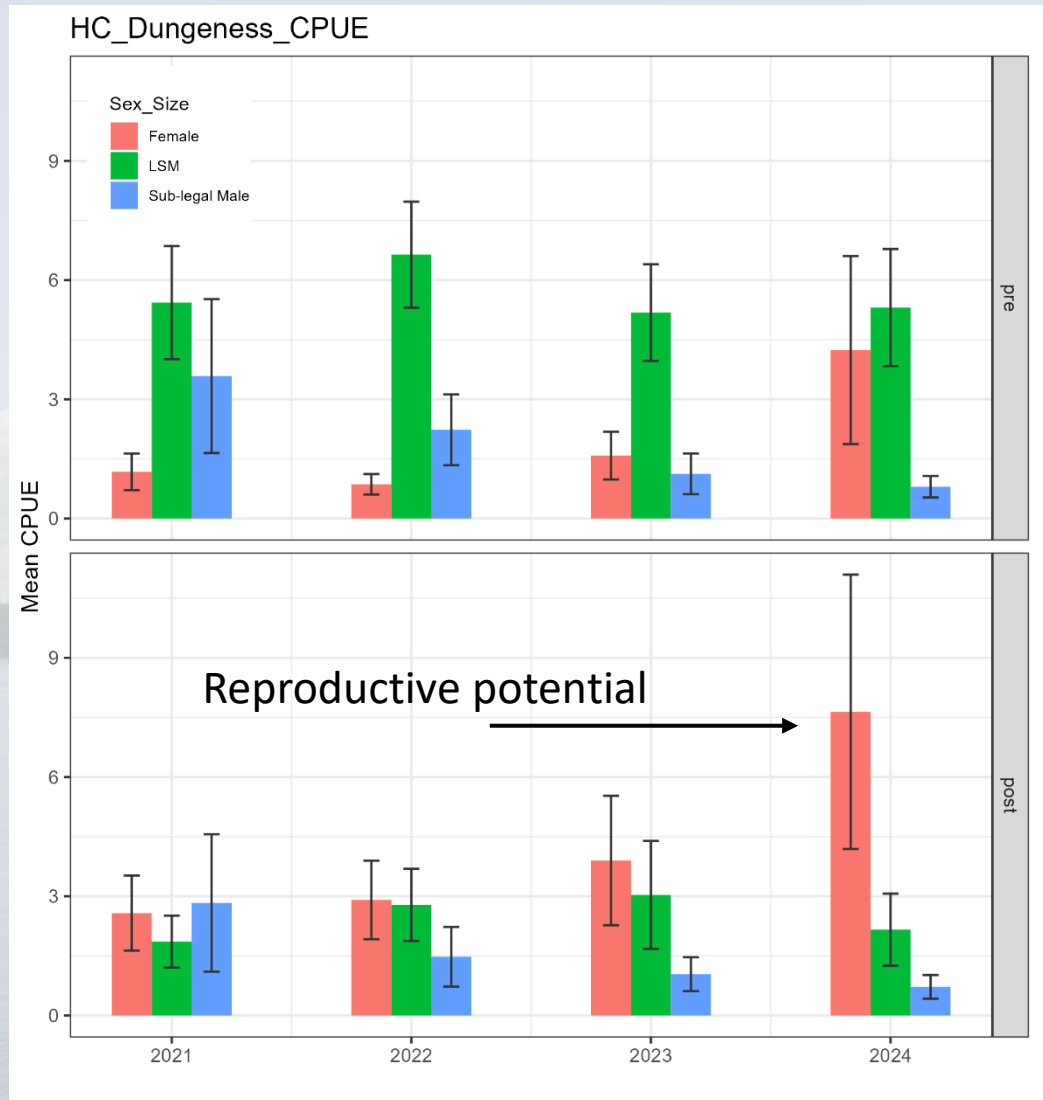 HC_Dungeness_CPUE
Sex_Size
Female
LSM
Sub-legal Male
9
6
3
0
pre
Mean CPUE
Reproductive potential
9
6
3
0
post
2021
2022
2023
2024